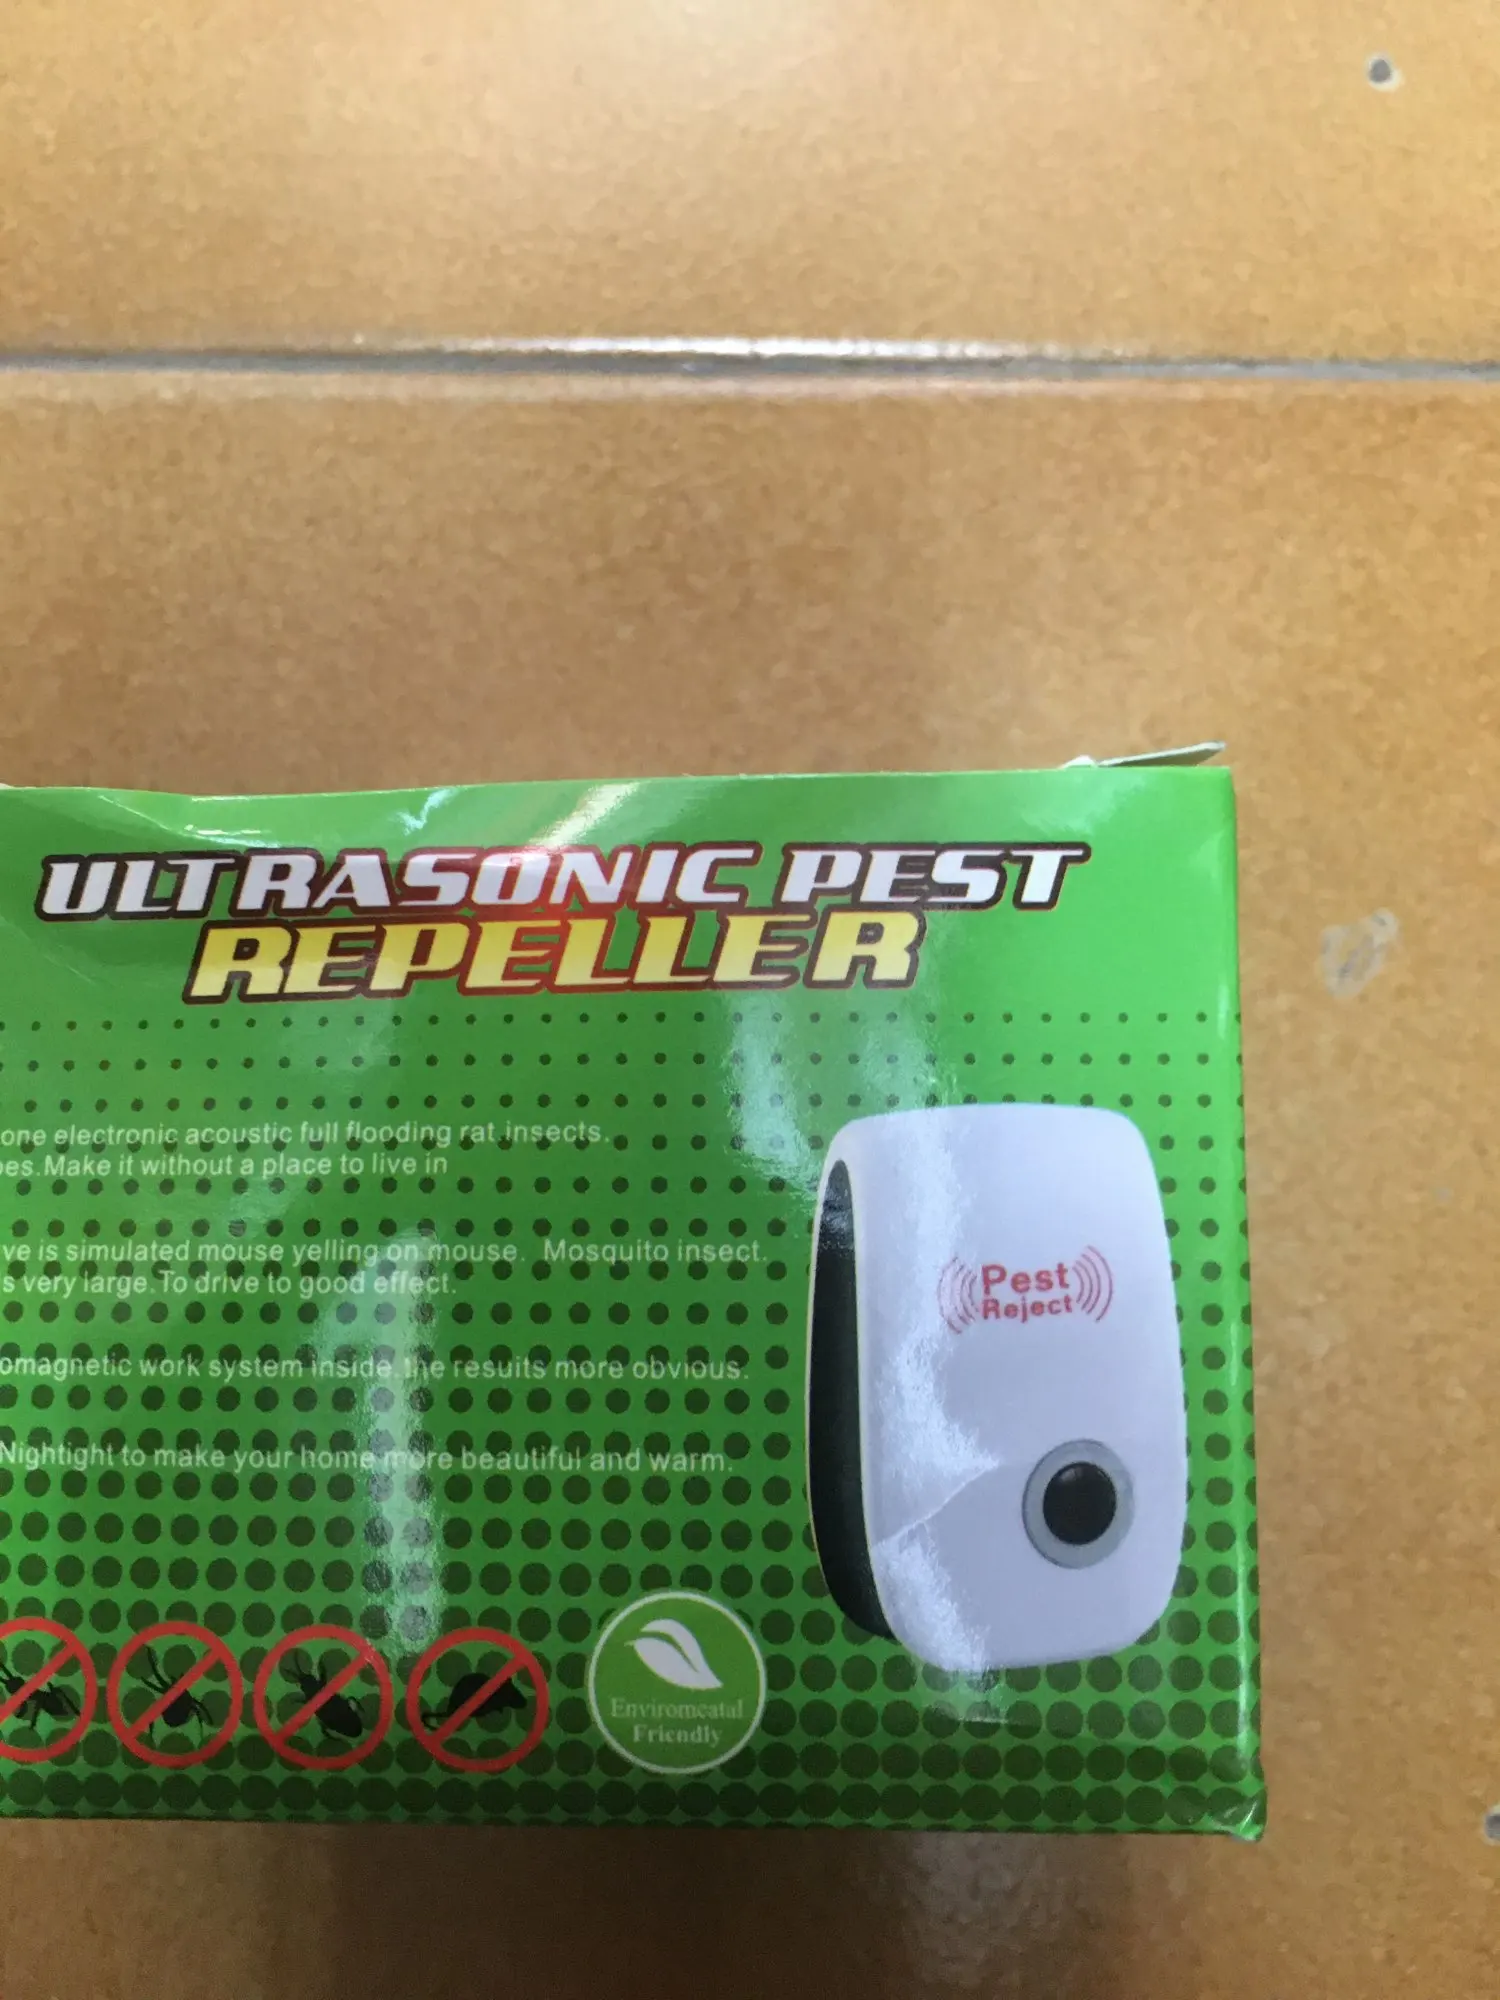 ULTRASONIC PEST
REPELLER
one electronic acoustic full flooding rat.insects.
es.Make it without a place to live in
ve is simulated mouse yelling on mouse. Mosquito insect.
s very large.To drive to good effect.
omagnetic work system inside.the results more obvious.
Nightight to make your home more beautiful and warm.
Pest
Reject
Enviromeatal
Fricndly